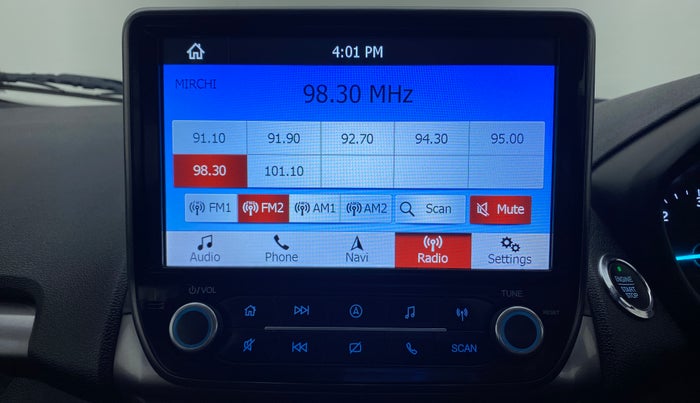 4:01 PM
MIRCHI
98.30 MHz
91.10 91.90 92.70 94.30 95.00
98.30 101.10
FM1 FM2 AM1 AM2 Scan Mute
Audio Phone Navi Radio Settings
/VOL TUNE
RESET
A
SCAN
ENGINE
START
STOP
2